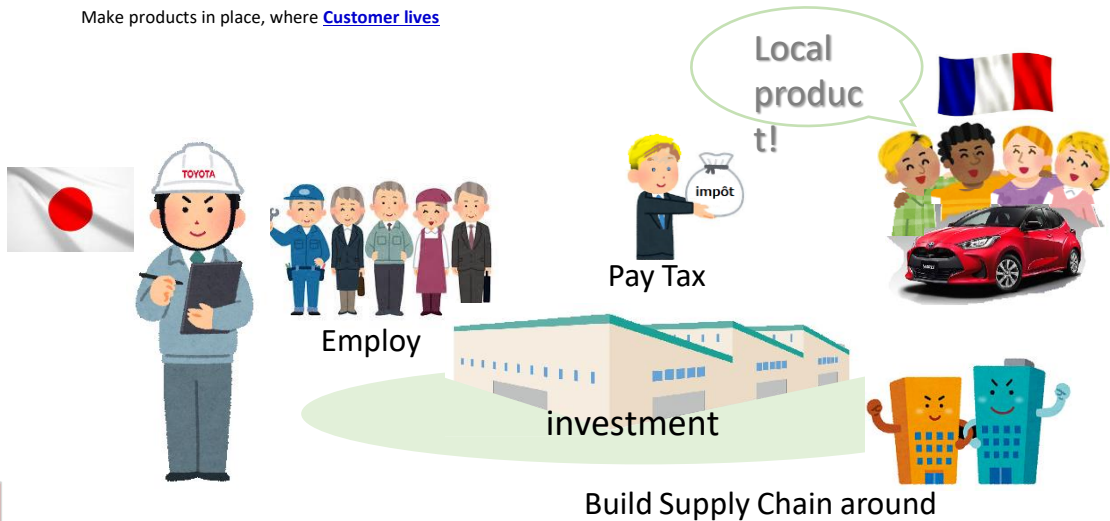 Make products in place, where Customer lives
Local
produc
t!
TOYOTA
impôt
Pay Tax
Employ
investment
Build Supply Chain around